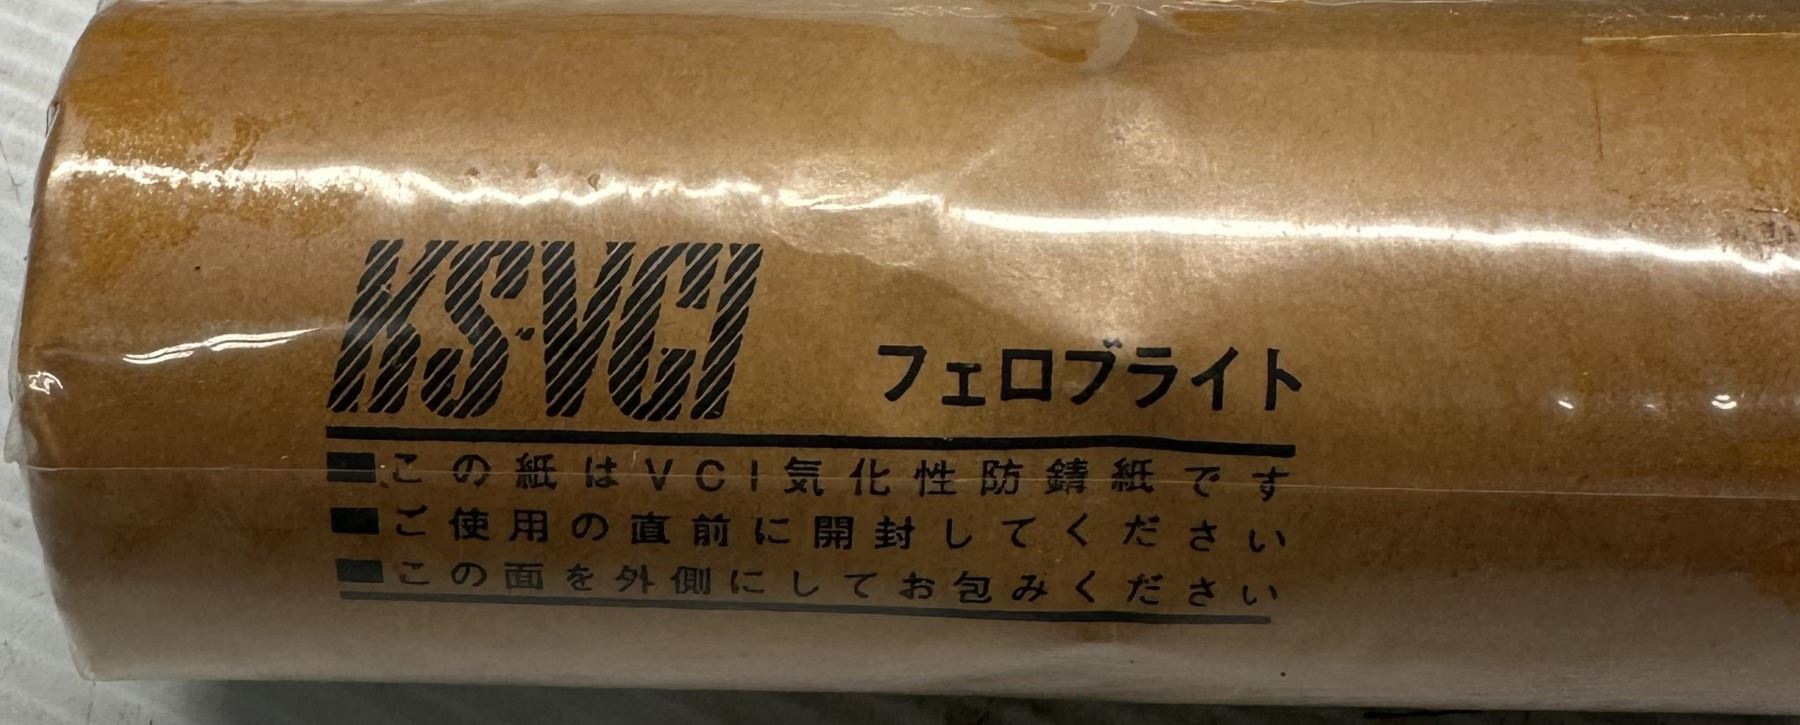 KS-VCI フェロブライト
■この紙はVCI気化性防錆紙です
■ご使用の直前に開封してください
■この面を外側にしてお包みください